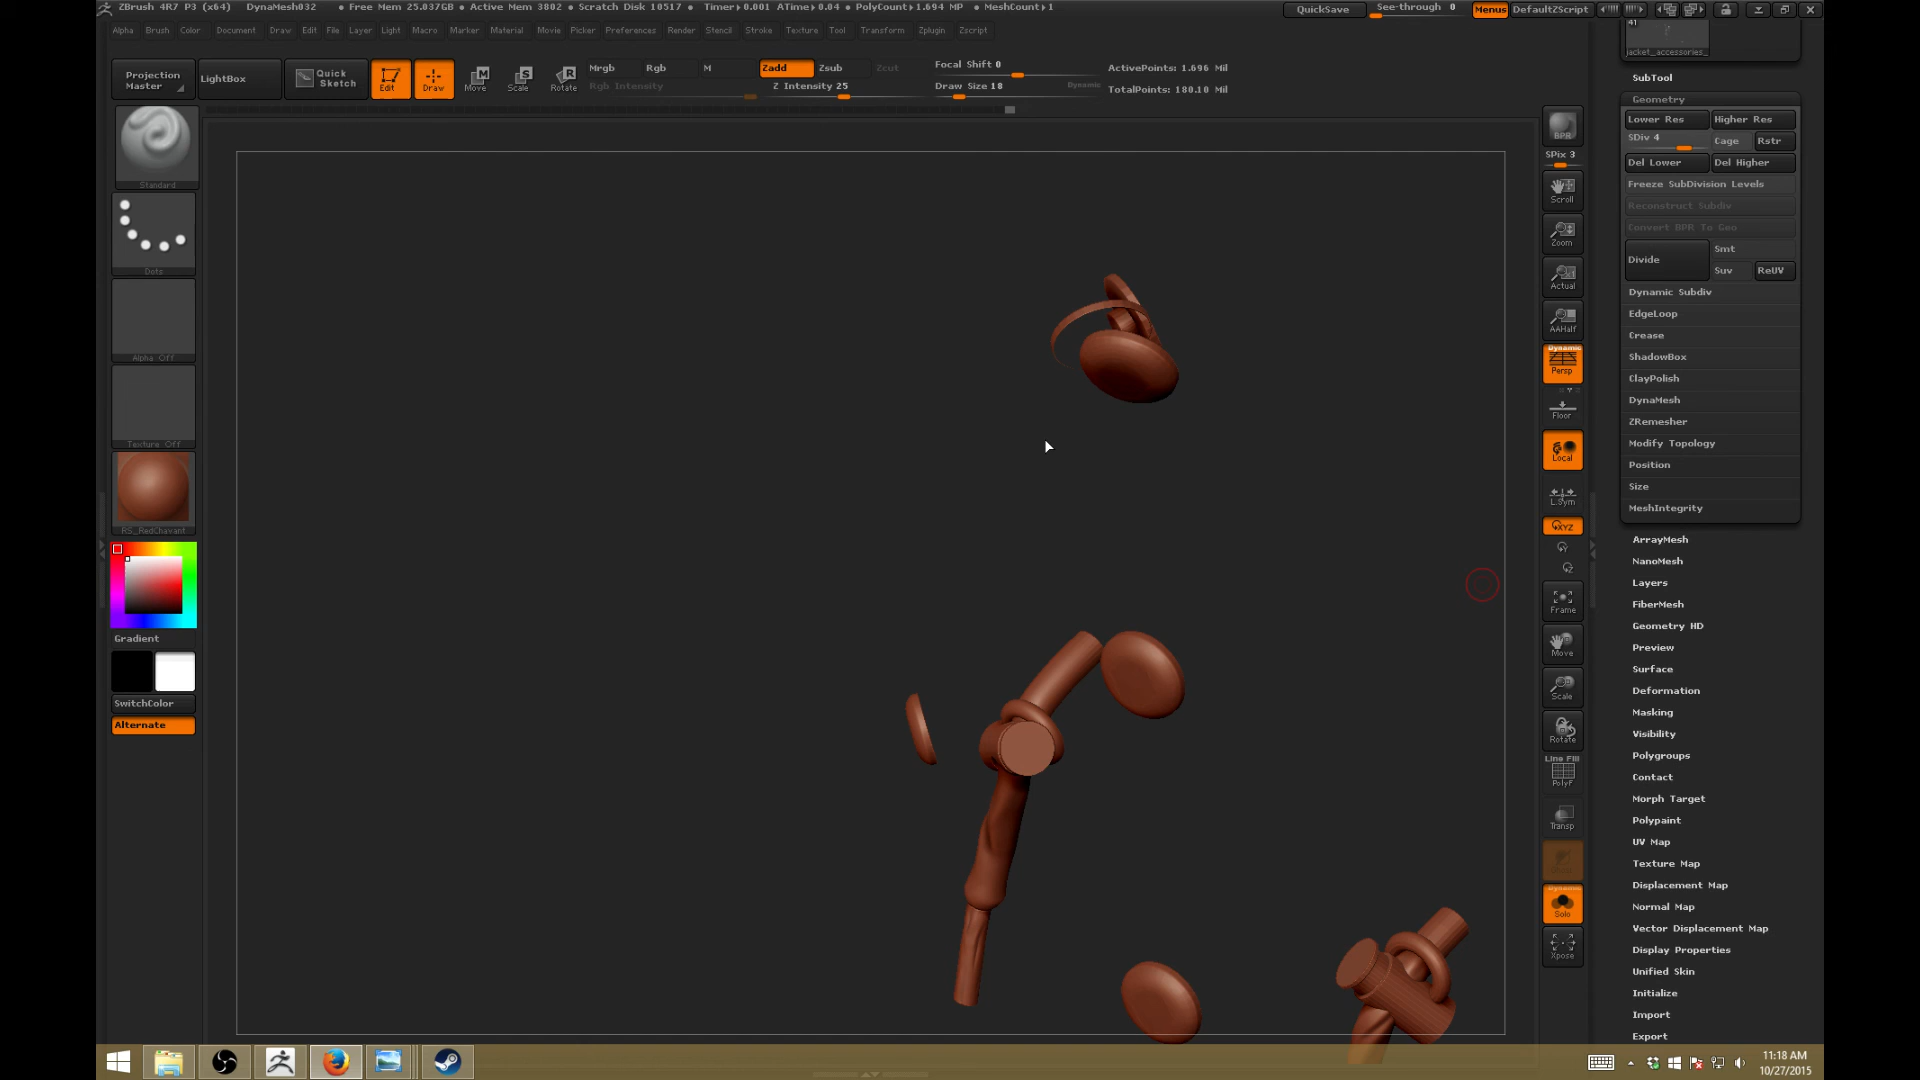 ZBrush 4R7 P3 (x64) DynaMesh032 • Free Mem 25.037GB • Active Mem 3802 • Scratch Disk 10517 • Timer▸0.001 ATime▸0.04 • PolyCount▸1.694 MP • MeshCount▸1 QuickSave See-through 0 Menus DefaultZScript
Alpha Brush Color Document Draw Edit File Layer Light Macro Marker Material Movie Picker Preferences Render Stencil Stroke Texture Tool Transform Zplugin Zscript
Projection Master
LightBox
Quick Sketch
Edit
Draw
Move
Scale
Rotate
Mrgb Rgb M
Rgb Intensity
Zadd Zsub Zcut
Z Intensity 25
Focal Shift 0
Draw Size 18
Dynamic
ActivePoints: 1.696 Mil
TotalPoints: 180.10 Mil
Standard
Dots
Alpha Off
Texture Off
RS_RedChavant
Gradient
SwitchColor
Alternate
BPR
SPix 3
Scroll
Zoom
Actual
AAHalf
Dynamic
Persp
Floor
Local
L.Sym
XYZ
Frame
Move
Scale
Rotate
Line Fill
PolyF
Transp
Dynamic
Solo
Xpose
41
jacket_accessories_
SubTool
Geometry
Lower Res Higher Res
SDiv 4 Cage Rstr
Del Lower Del Higher
Freeze SubDivision Levels
Reconstruct Subdiv
Convert BPR To Geo
Divide Smt
Suv ReUV
Dynamic Subdiv
EdgeLoop
Crease
ShadowBox
ClayPolish
DynaMesh
ZRemesher
Modify Topology
Position
Size
MeshIntegrity
ArrayMesh
NanoMesh
Layers
FiberMesh
Geometry HD
Preview
Surface
Deformation
Masking
Visibility
Polygroups
Contact
Morph Target
Polypaint
UV Map
Texture Map
Displacement Map
Normal Map
Vector Displacement Map
Display Properties
Unified Skin
Initialize
Import
Export
11:18 AM
10/27/2015